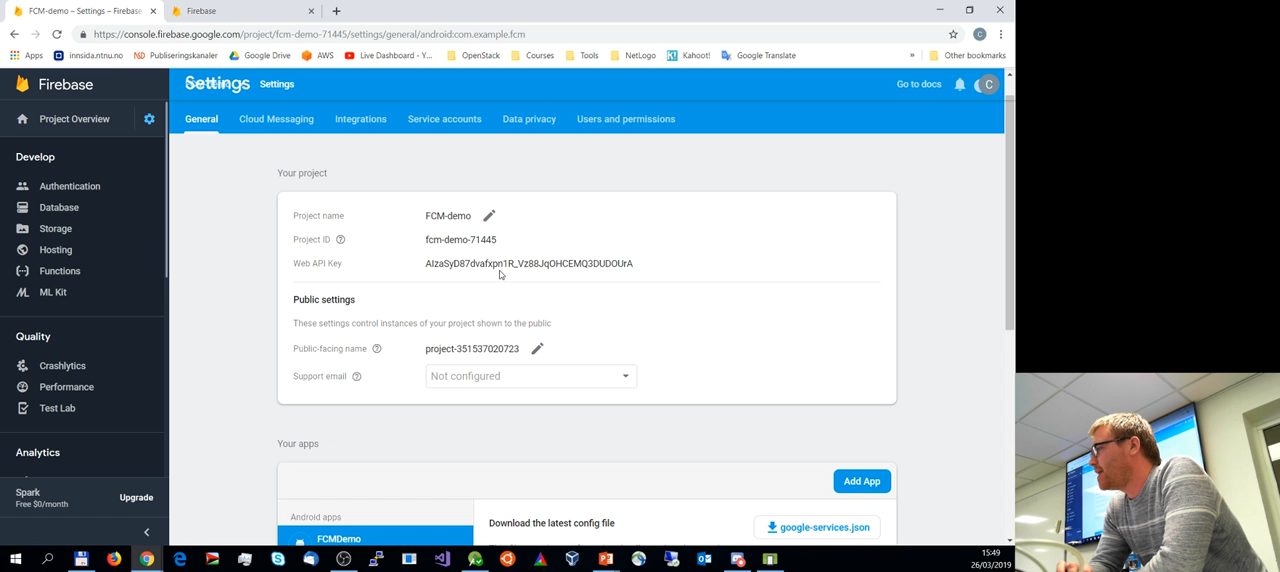 FCM-demo – Settings – Firebase
Firebase
https://console.firebase.google.com/project/fcm-demo-71445/settings/general/android:com.example.fcm
C
Apps
innsida.ntnu.no
Publiseringskanaler
Google Drive
AWS
Live Dashboard - Y...
OpenStack
Courses
Tools
NetLogo
Kahoot!
Google Translate
»
Other bookmarks
Firebase
Settings
Settings
Go to docs
C
Project Overview
General
Cloud Messaging
Integrations
Service accounts
Data privacy
Users and permissions
Develop
Authentication
Database
Storage
Hosting
Functions
ML Kit
Quality
Crashlytics
Performance
Test Lab
Analytics
Spark
Free $0/month
Upgrade
Your project
Project name
FCM-demo
Project ID
fcm-demo-71445
Web API Key
AIzaSyD87dvafxpn1R_Vz88JqOHCEMQ3DUDOUrA
Public settings
These settings control instances of your project shown to the public
Public-facing name
project-351537020723
Support email
Not configured
Your apps
Add App
Android apps
FCMDemo
Download the latest config file
google-services.json
15:49
26/03/2019